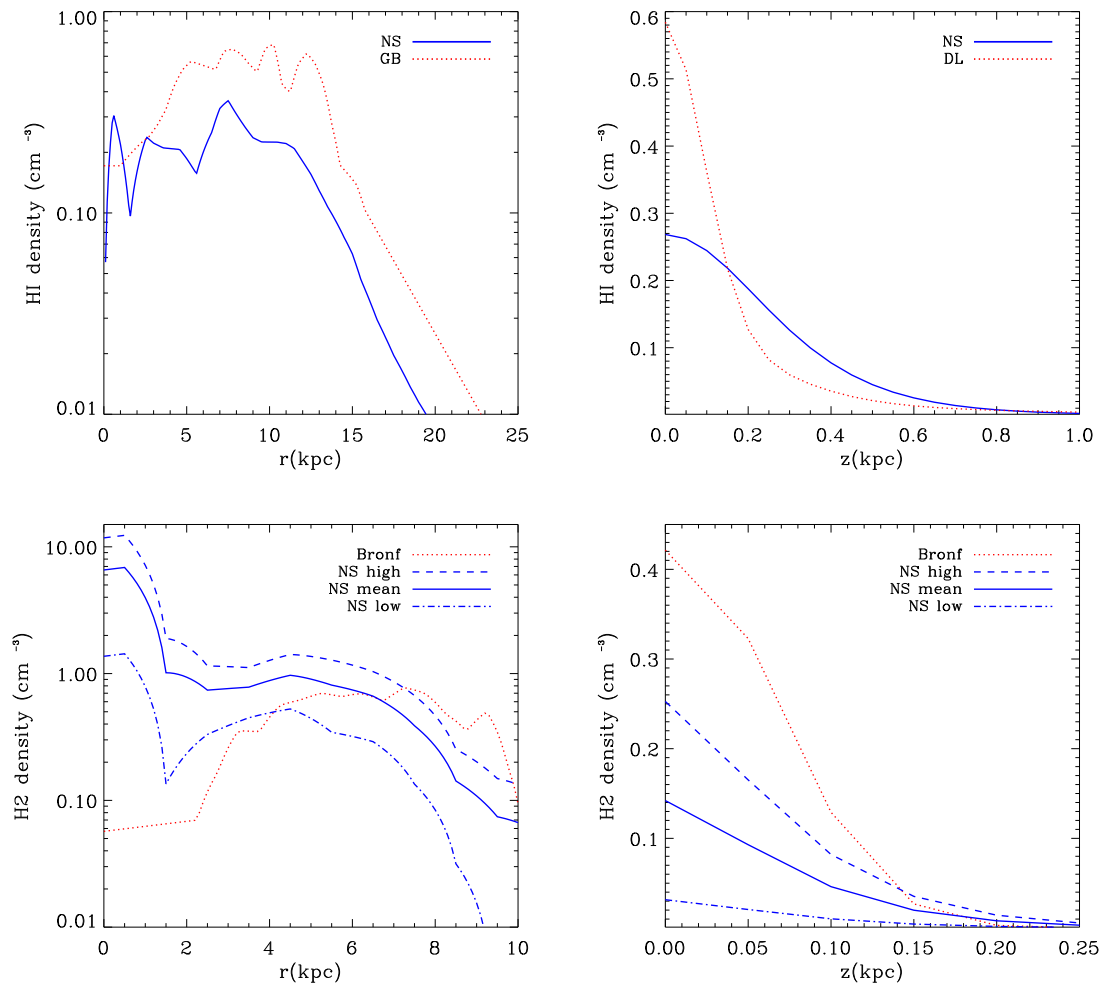 HI density (cm ⁻³)
1.00
0.10
0.01
NS
GB
0 5 10 15 20 25
r(kpc)
HI density (cm ⁻³)
0.6
0.5
0.4
0.3
0.2
0.1
NS
DL
0.0 0.2 0.4 0.6 0.8 1.0
z(kpc)
H2 density (cm ⁻³)
10.00
1.00
0.10
0.01
Bronf
NS high
NS mean
NS low
0 2 4 6 8 10
r(kpc)
H2 density (cm ⁻³)
0.4
0.3
0.2
0.1
Bronf
NS high
NS mean
NS low
0.00 0.05 0.10 0.15 0.20 0.25
z(kpc)